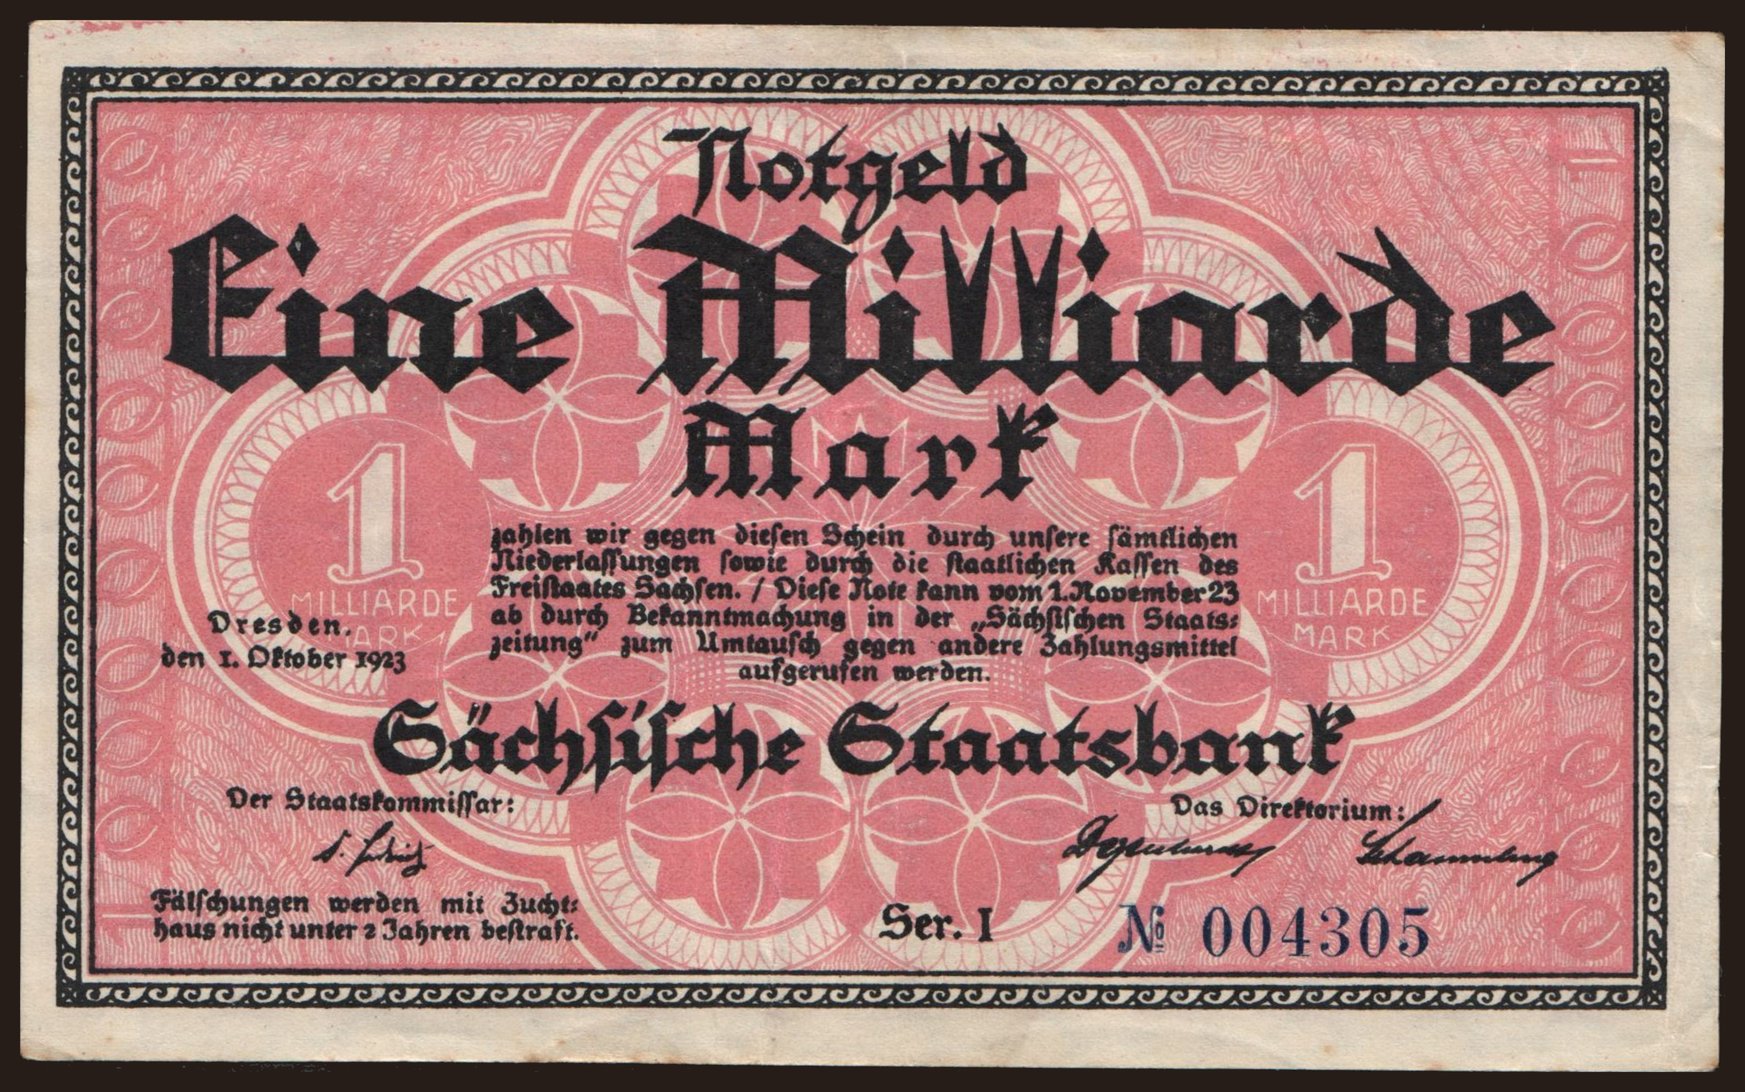 Notgeld
Eine Milliarde
Mark
1
MILLIARDE
MARK
1
MILLIARDE
MARK
zahlen wir gegen diesen Schein durch unsere sämtlichen
Niederlassungen sowie durch die staatlichen Kassen des
Freistaates Sachsen. / Diese Note kann vom 1. November 23
ab durch Bekanntmachung in der „Sächsischen Staats-
zeitung“ zum Umtausch gegen andere Zahlungsmittel
aufgerufen werden.
Dresden,
den 1. Oktober 1923
Sächsische Staatsbank
Der Staatskommissar:
Das Direktorium:
Fälschungen werden mit Zucht-
haus nicht unter 2 Jahren bestraft.
Ser. I
№ 004305